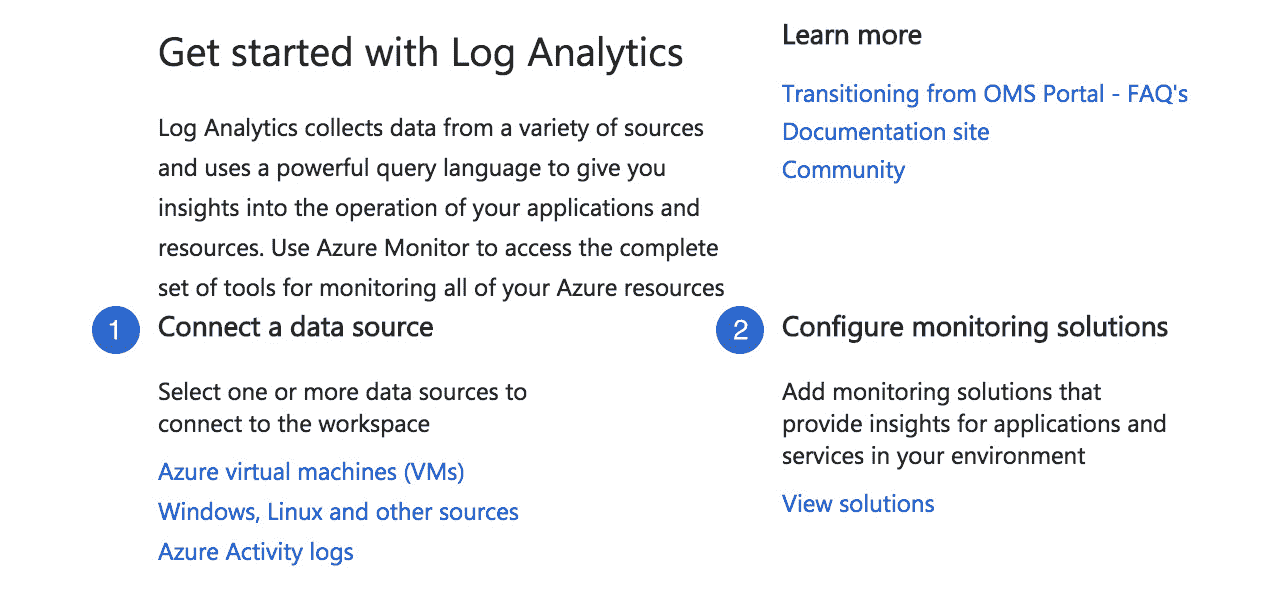 Get started with Log Analytics
Log Analytics collects data from a variety of sources
and uses a powerful query language to give you
insights into the operation of your applications and
resources. Use Azure Monitor to access the complete
set of tools for monitoring all of your Azure resources
Learn more
Transitioning from OMS Portal - FAQ's
Documentation site
Community
1 Connect a data source
Select one or more data sources to
connect to the workspace
Azure virtual machines (VMs)
Windows, Linux and other sources
Azure Activity logs
2 Configure monitoring solutions
Add monitoring solutions that
provide insights for applications and
services in your environment
View solutions